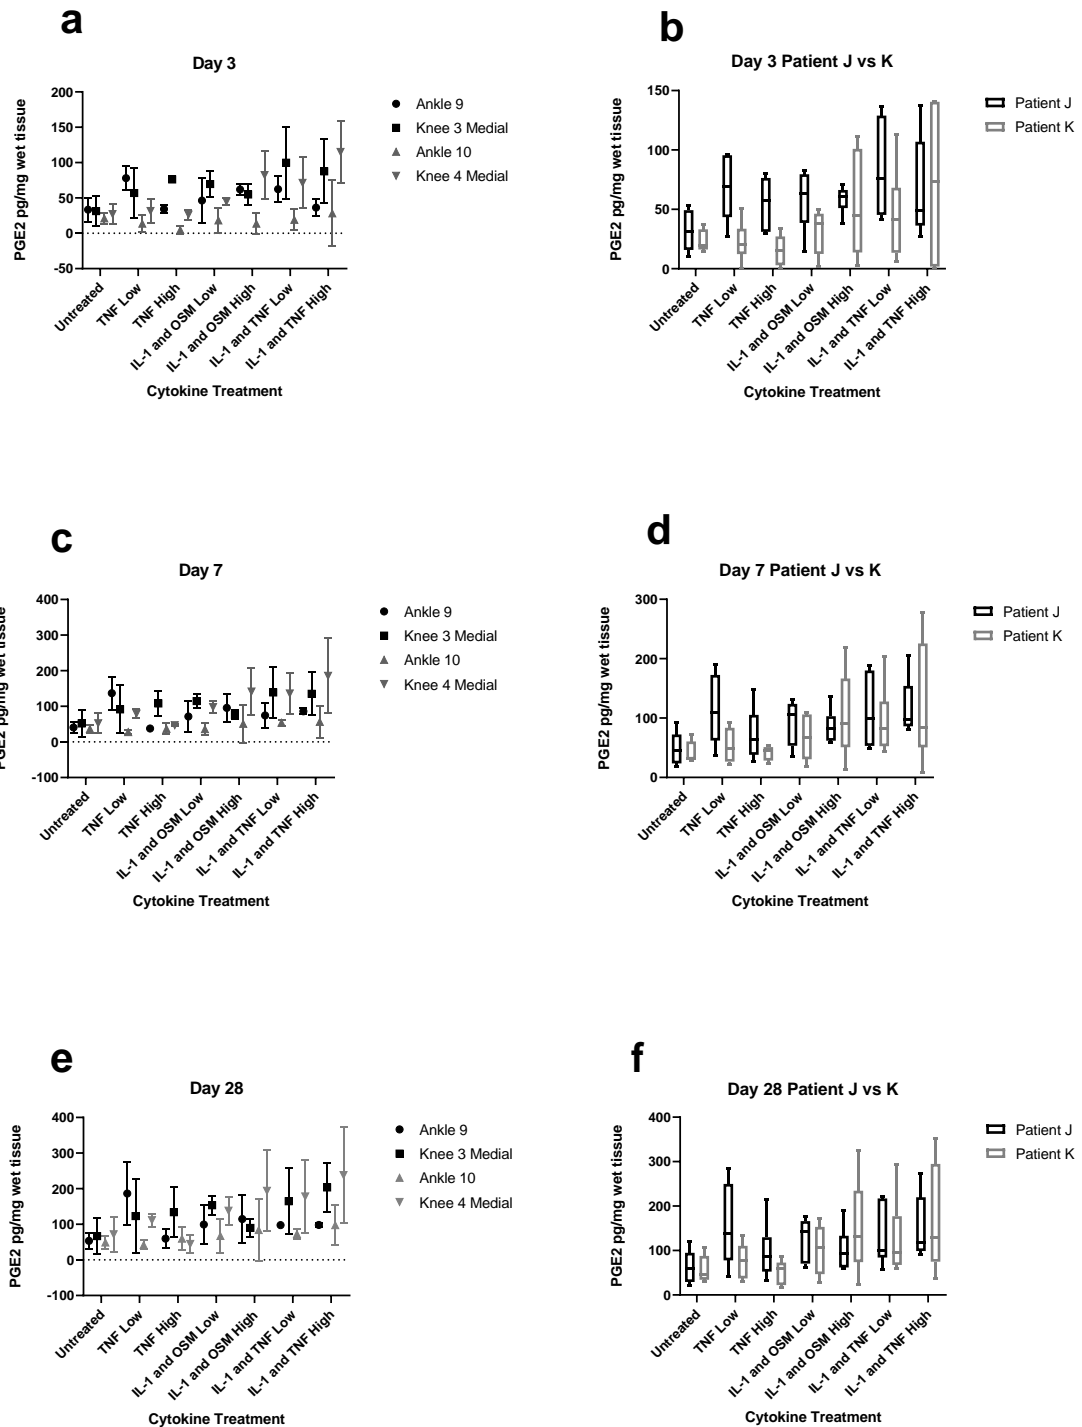 a
Day 3
PGE2 pg/mg wet tissue
200
150
100
50
0
-50
Untreated
TNF Low
TNF High
IL-1 and OSM Low
IL-1 and OSM High
IL-1 and TNF Low
IL-1 and TNF High
Cytokine Treatment
Ankle 9
Knee 3 Medial
Ankle 10
Knee 4 Medial
b
Day 3 Patient J vs K
PGE2 pg/mg wet tissue
150
100
50
0
Untreated
TNF Low
TNF High
IL-1 and OSM Low
IL-1 and OSM High
IL-1 and TNF Low
IL-1 and TNF High
Cytokine Treatment
Patient J
Patient K
c
Day 7
PGE2 pg/mg wet tissue
400
300
200
100
0
-100
Untreated
TNF Low
TNF High
IL-1 and OSM Low
IL-1 and OSM High
IL-1 and TNF Low
IL-1 and TNF High
Cytokine Treatment
Ankle 9
Knee 3 Medial
Ankle 10
Knee 4 Medial
d
Day 7 Patient J vs K
PGE2 pg/mg wet tissue
300
200
100
0
Untreated
TNF Low
TNF High
IL-1 and OSM Low
IL-1 and OSM High
IL-1 and TNF Low
IL-1 and TNF High
Cytokine Treatment
Patient J
Patient K
e
Day 28
PGE2 pg/mg wet tissue
400
300
200
100
0
-100
Untreated
TNF Low
TNF High
IL-1 and OSM Low
IL-1 and OSM High
IL-1 and TNF Low
IL-1 and TNF High
Cytokine Treatment
Ankle 9
Knee 3 Medial
Ankle 10
Knee 4 Medial
f
Day 28 Patient J vs K
PGE2 pg/mg wet tissue
400
300
200
100
0
Untreated
TNF Low
TNF High
IL-1 and OSM Low
IL-1 and OSM High
IL-1 and TNF Low
IL-1 and TNF High
Cytokine Treatment
Patient J
Patient K